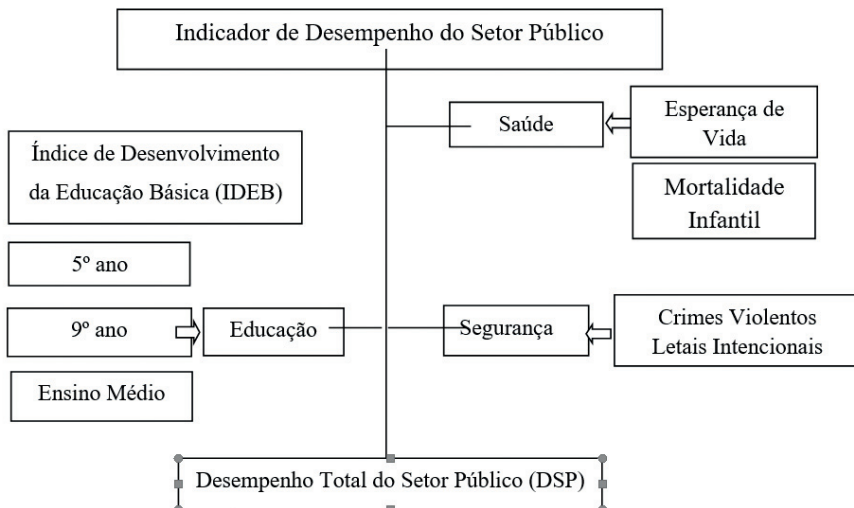 Indicador de Desempenho do Setor Público
Saúde
Esperança de
Vida
Mortalidade
Infantil
Índice de Desenvolvimento
da Educação Básica (IDEB)
5º ano
9º ano
Ensino Médio
Educação
Segurança
Crimes Violentos
Letais Intencionais
Desempenho Total do Setor Público (DSP)